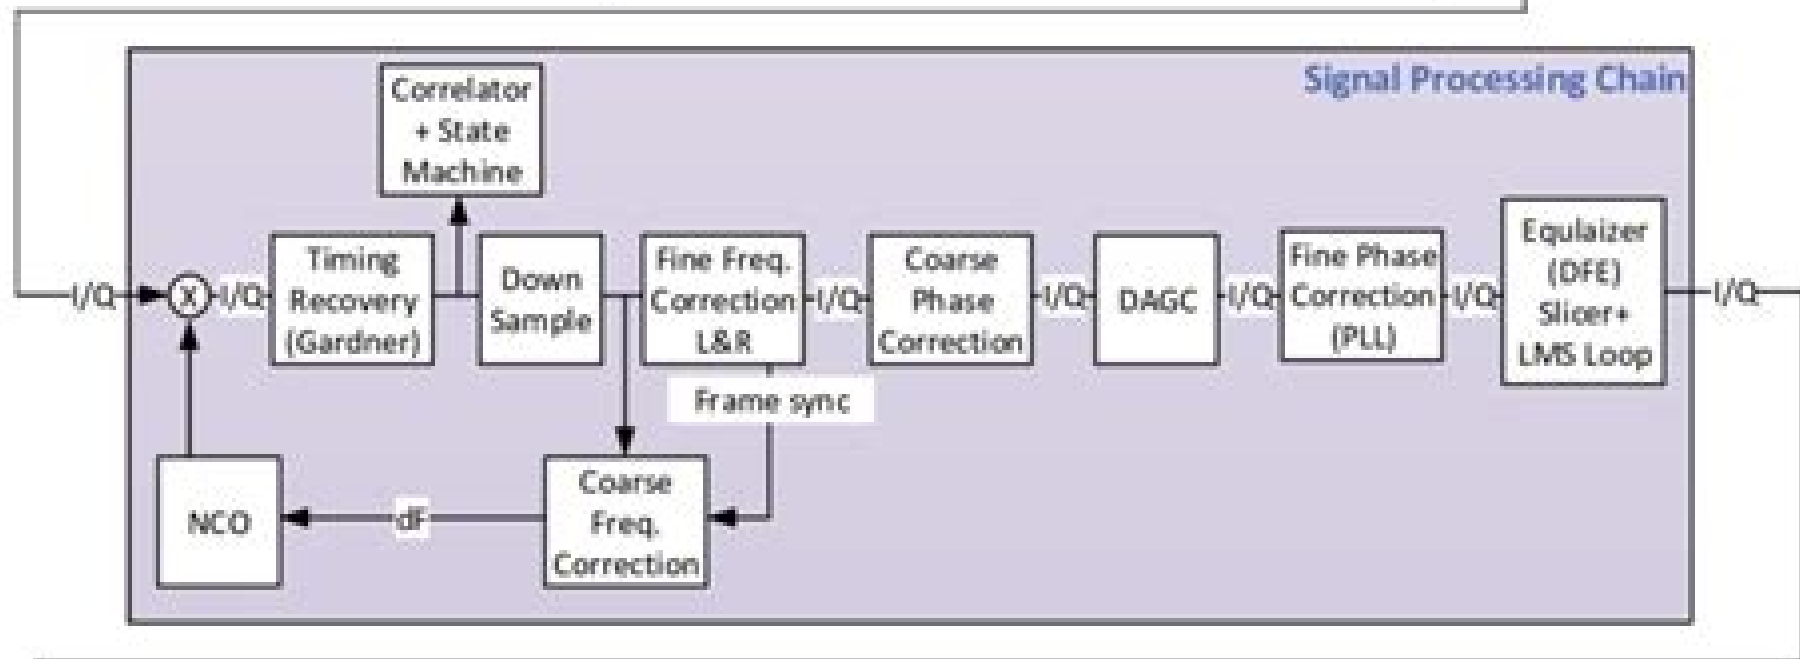 Signal Processing Chain
Correlator
+ State
Machine
I/Q
X
I/Q
Timing
Recovery
(Gardner)
Down
Sample
Fine Freq.
Correction
L&R
I/Q
Coarse
Phase
Correction
I/Q
DAGC
I/Q
Fine Phase
Correction
(PLL)
I/Q
Equlaizer
(DFE)
Slicer+
LMS Loop
I/Q
Frame sync
NCO
dF
Coarse
Freq.
Correction